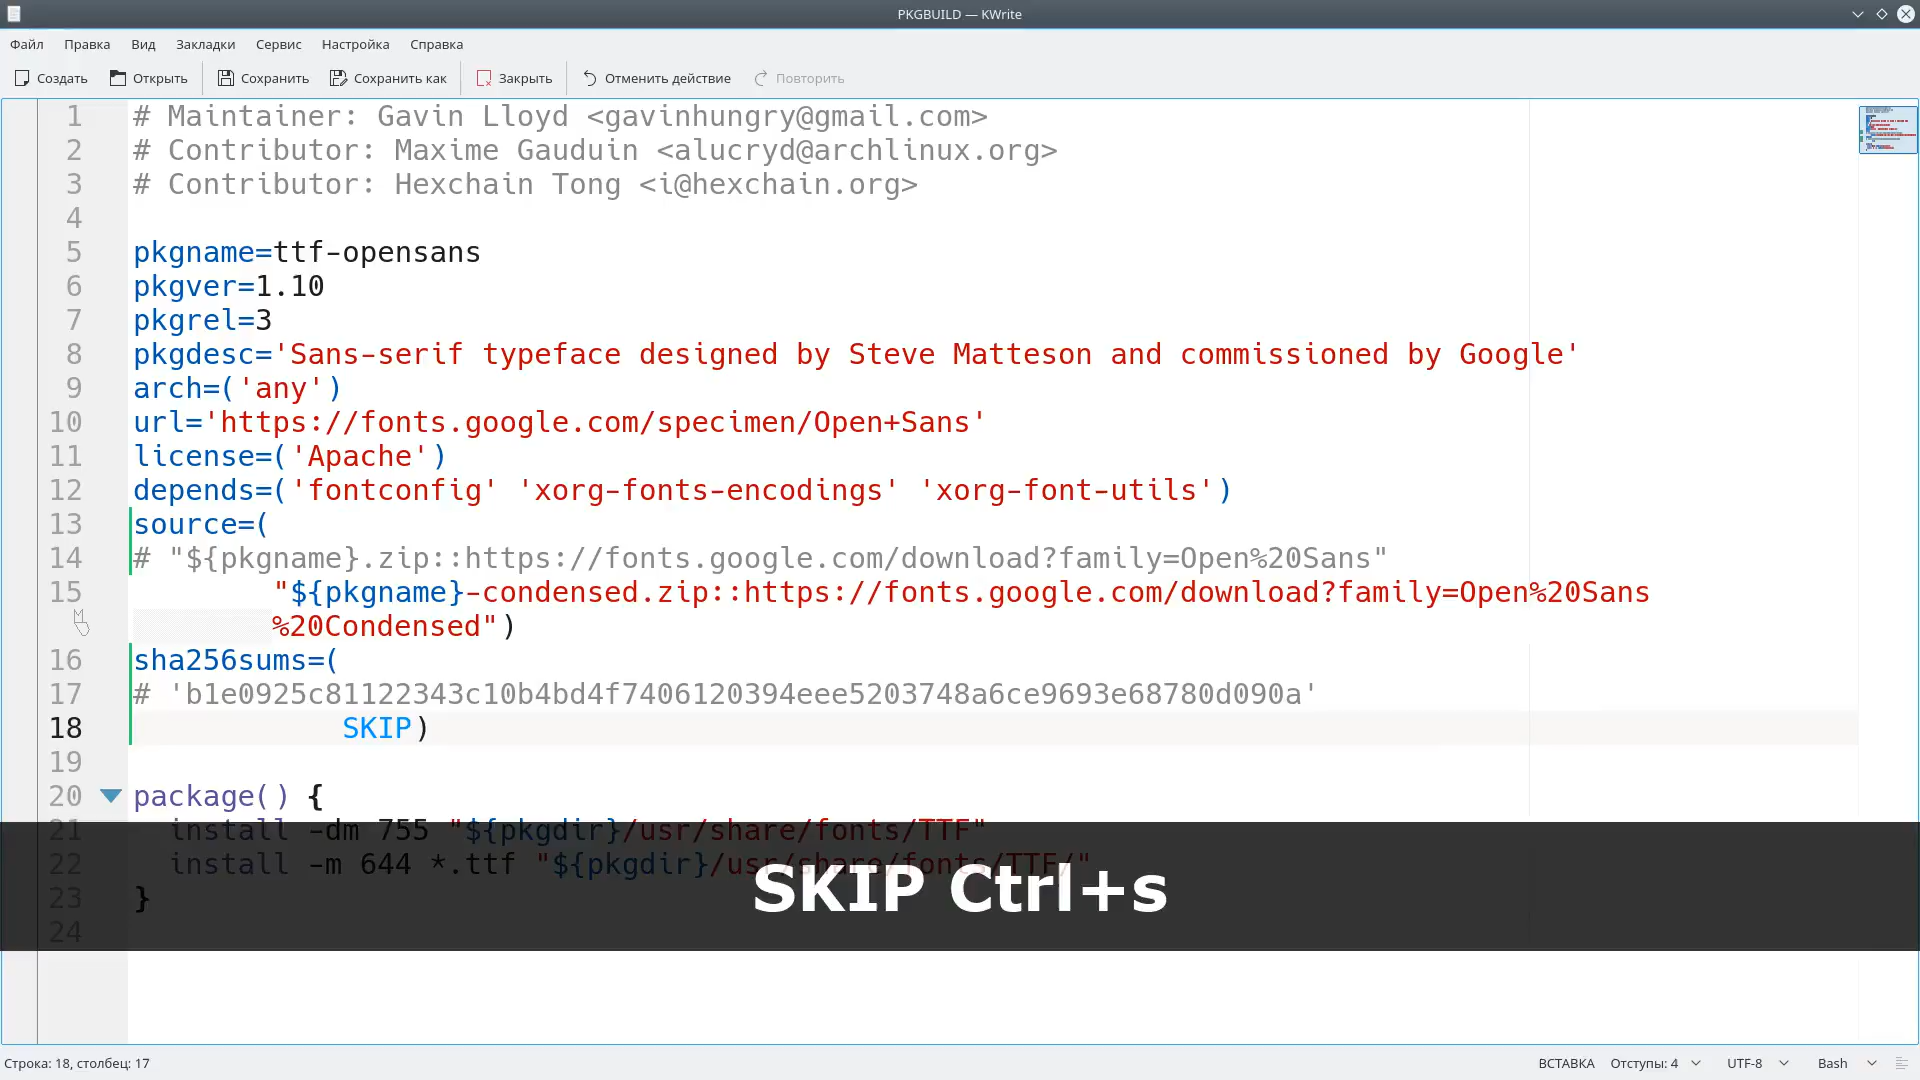 PKGBUILD — KWrite
Файл Правка Вид Закладки Сервис Настройка Справка
Создать Открыть Сохранить Сохранить как Закрыть Отменить действие Повторить
1 # Maintainer: Gavin Lloyd <gavinhungry@gmail.com>
2 # Contributor: Maxime Gauduin <alucryd@archlinux.org>
3 # Contributor: Hexchain Tong <i@hexchain.org>
4
5 pkgname=ttf-opensans
6 pkgver=1.10
7 pkgrel=3
8 pkgdesc='Sans-serif typeface designed by Steve Matteson and commissioned by Google'
9 arch=('any')
10 url='https://fonts.google.com/specimen/Open+Sans'
11 license=('Apache')
12 depends=('fontconfig' 'xorg-fonts-encodings' 'xorg-font-utils')
13 source=(
14 # "${pkgname}.zip::https://fonts.google.com/download?family=Open%20Sans"
15 "${pkgname}-condensed.zip::https://fonts.google.com/download?family=Open%20Sans
%20Condensed")
16 sha256sums=(
17 # 'b1e0925c81122343c10b4bd4f7406120394eee5203748a6ce9693e68780d090a'
18 SKIP)
19
20 package() {
21 install -dm 755 "${pkgdir}/usr/share/fonts/TTF"
22 install -m 644 *.ttf "${pkgdir}/usr/share/fonts/TTF/"
23 }
24
SKIP Ctrl+s
Строка: 18, столбец: 17 ВСТАВКА Отступы: 4 UTF-8 Bash